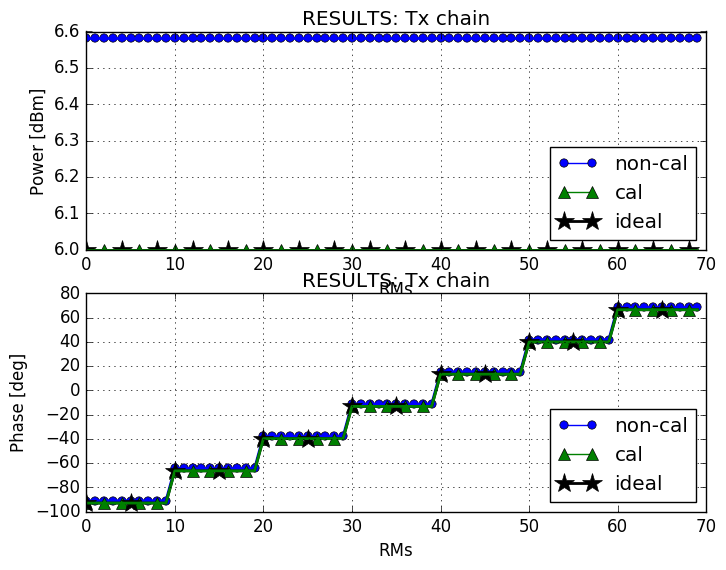 RESULTS: Tx chain
6.6
6.5
6.4
6.3
6.2
6.1
6.0
Power [dBm]
non-cal
cal
ideal
0 10 20 30 40 50 60 70
RMs
RESULTS: Tx chain
80
60
40
20
0
−20
−40
−60
−80
−100
Phase [deg]
non-cal
cal
ideal
0 10 20 30 40 50 60 70
RMs